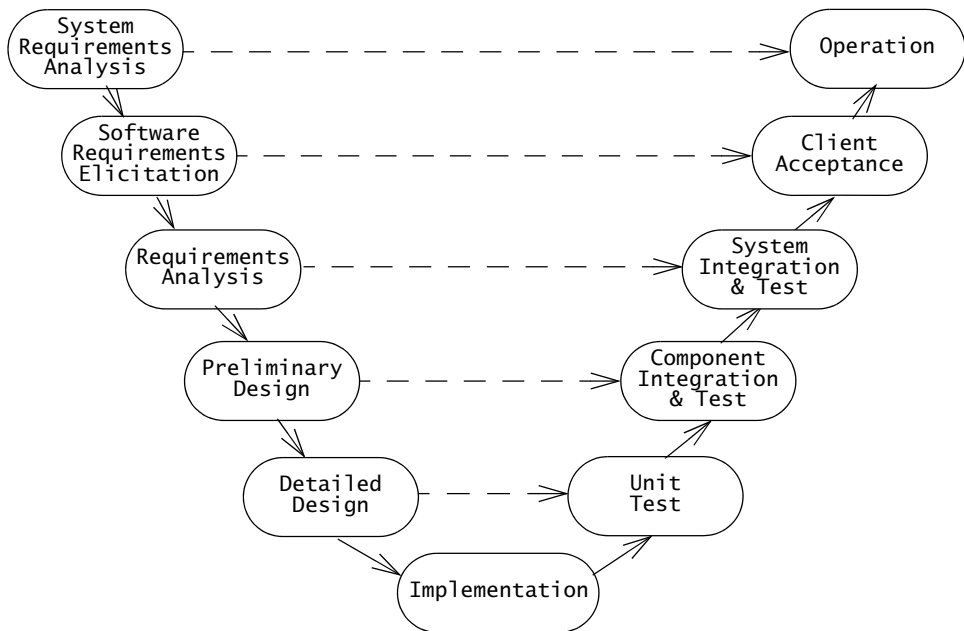 System
Requirements
Analysis
Operation
Software
Requirements
Elicitation
Client
Acceptance
Requirements
Analysis
System
Integration
& Test
Preliminary
Design
Component
Integration
& Test
Detailed
Design
Unit
Test
Implementation